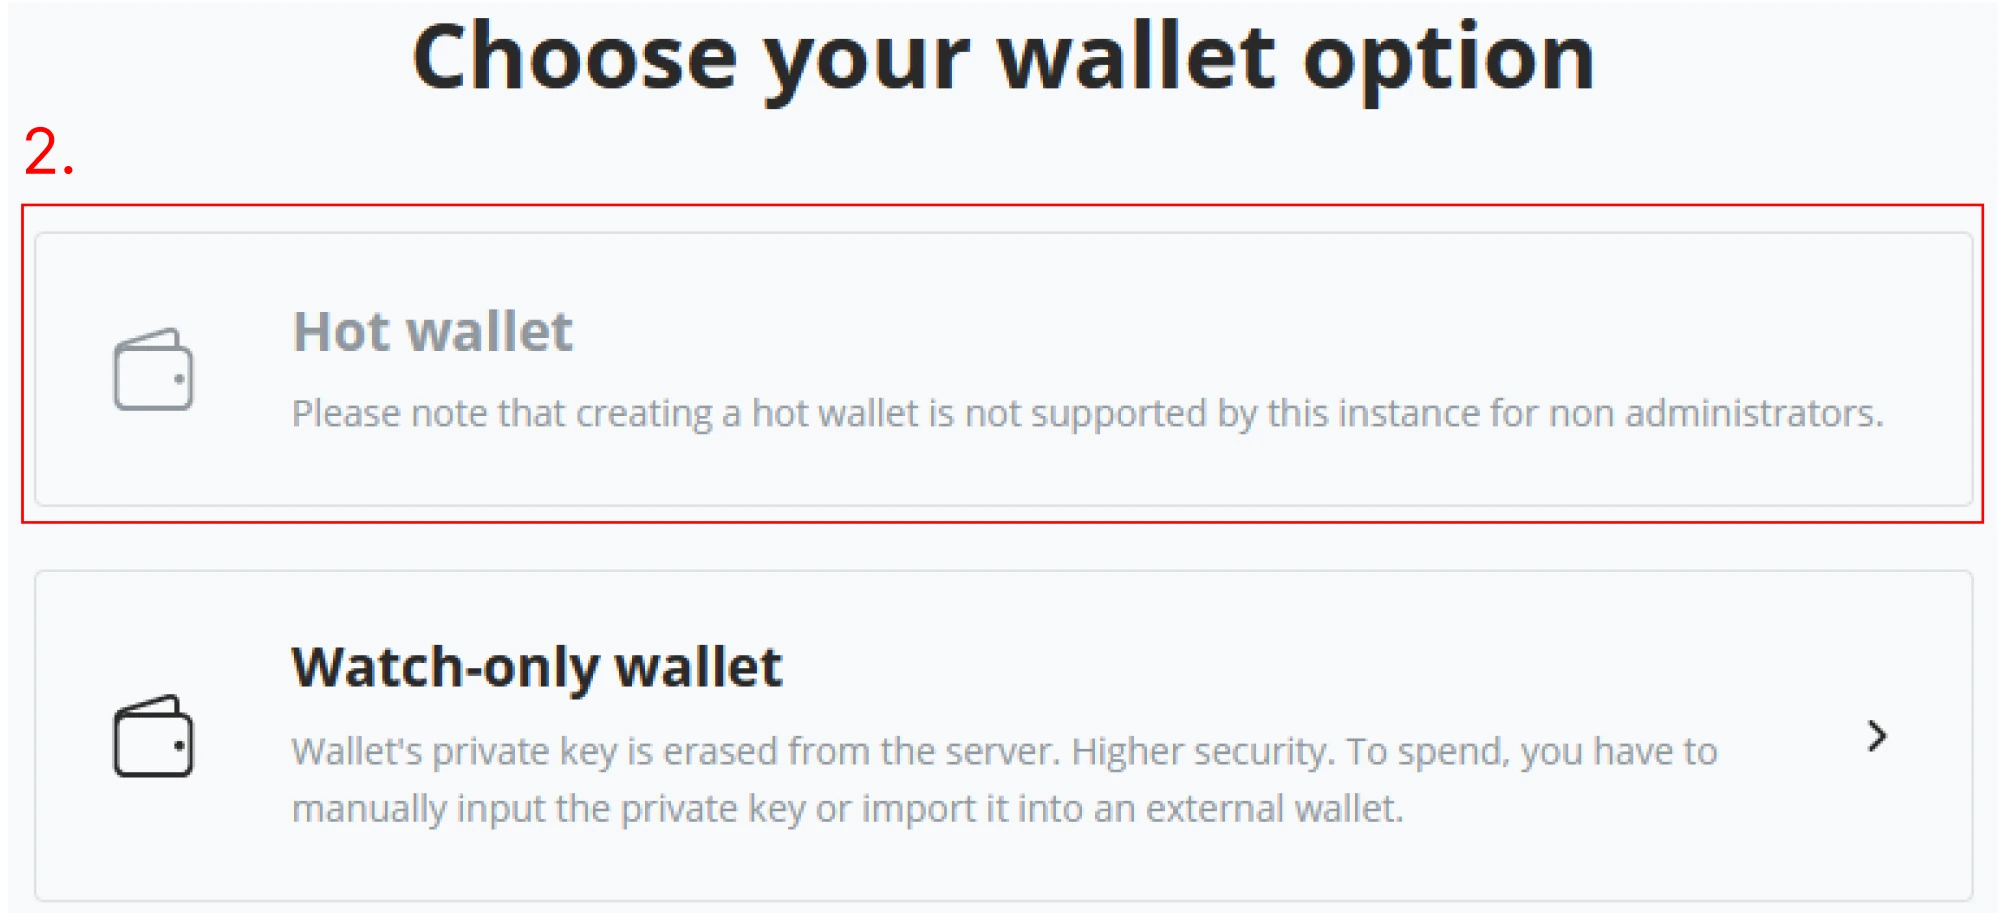 Choose your wallet option
2.
Hot wallet
Please note that creating a hot wallet is not supported by this instance for non administrators.
Watch-only wallet
Wallet's private key is erased from the server. Higher security. To spend, you have to
manually input the private key or import it into an external wallet.